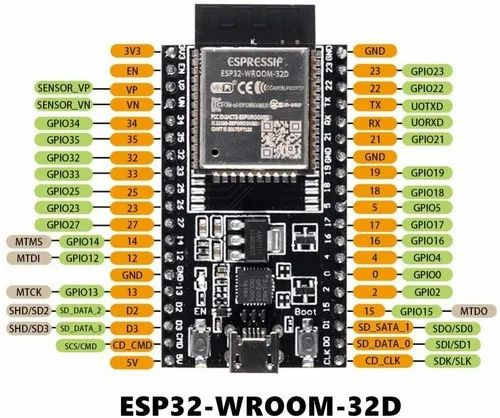 3V3
EN
SENSOR_VP VP
SENSOR_VN VN
GPIO34 34
GPIO35 35
GPIO32 32
GPIO33 33
GPIO25 25
GPIO23 23
GPIO27 27
MTMS GPIO14 14
MTDI GPIO12 12
GND
MTCK GPIO13 13
SHD/SD2 SD_DATA_2 D2
SHD/SD3 SD_DATA_3 D3
SCS/CMD CD_CMD
5V
ESPRESSIF
ESP32-WROOM-32D
EN
Boot
GND
23 GPIO23
22 GPIO22
TX UOTXD
RX UORXD
21 GPIO21
GND
19 GPIO19
18 GPIO18
5 GPIO5
17 GPIO17
16 GPIO16
4 GPIO4
0 GPIO0
2 GPIO2
15 GPIO15 MTDO
SD_SATA_1 SDO/SD0
SD_DATA_0 SDI/SD1
CD_CLK SDK/SLK
ESP32-WROOM-32D